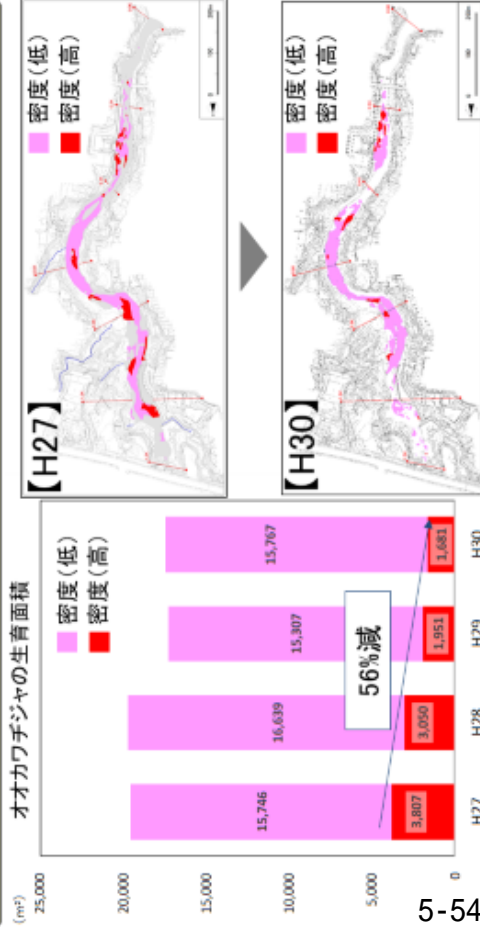 オオカワヂジャの生育面積
(m²)
25,000
20,000
15,000
10,000
5,000
0
密度(低)
密度(高)
15,746
3,807
16,639
3,050
15,307
1,951
15,767
1,681
56%減
H27
H28
H29
H30
【H27】
密度(低)
密度(高)
【H30】
密度(低)
密度(高)
5-54